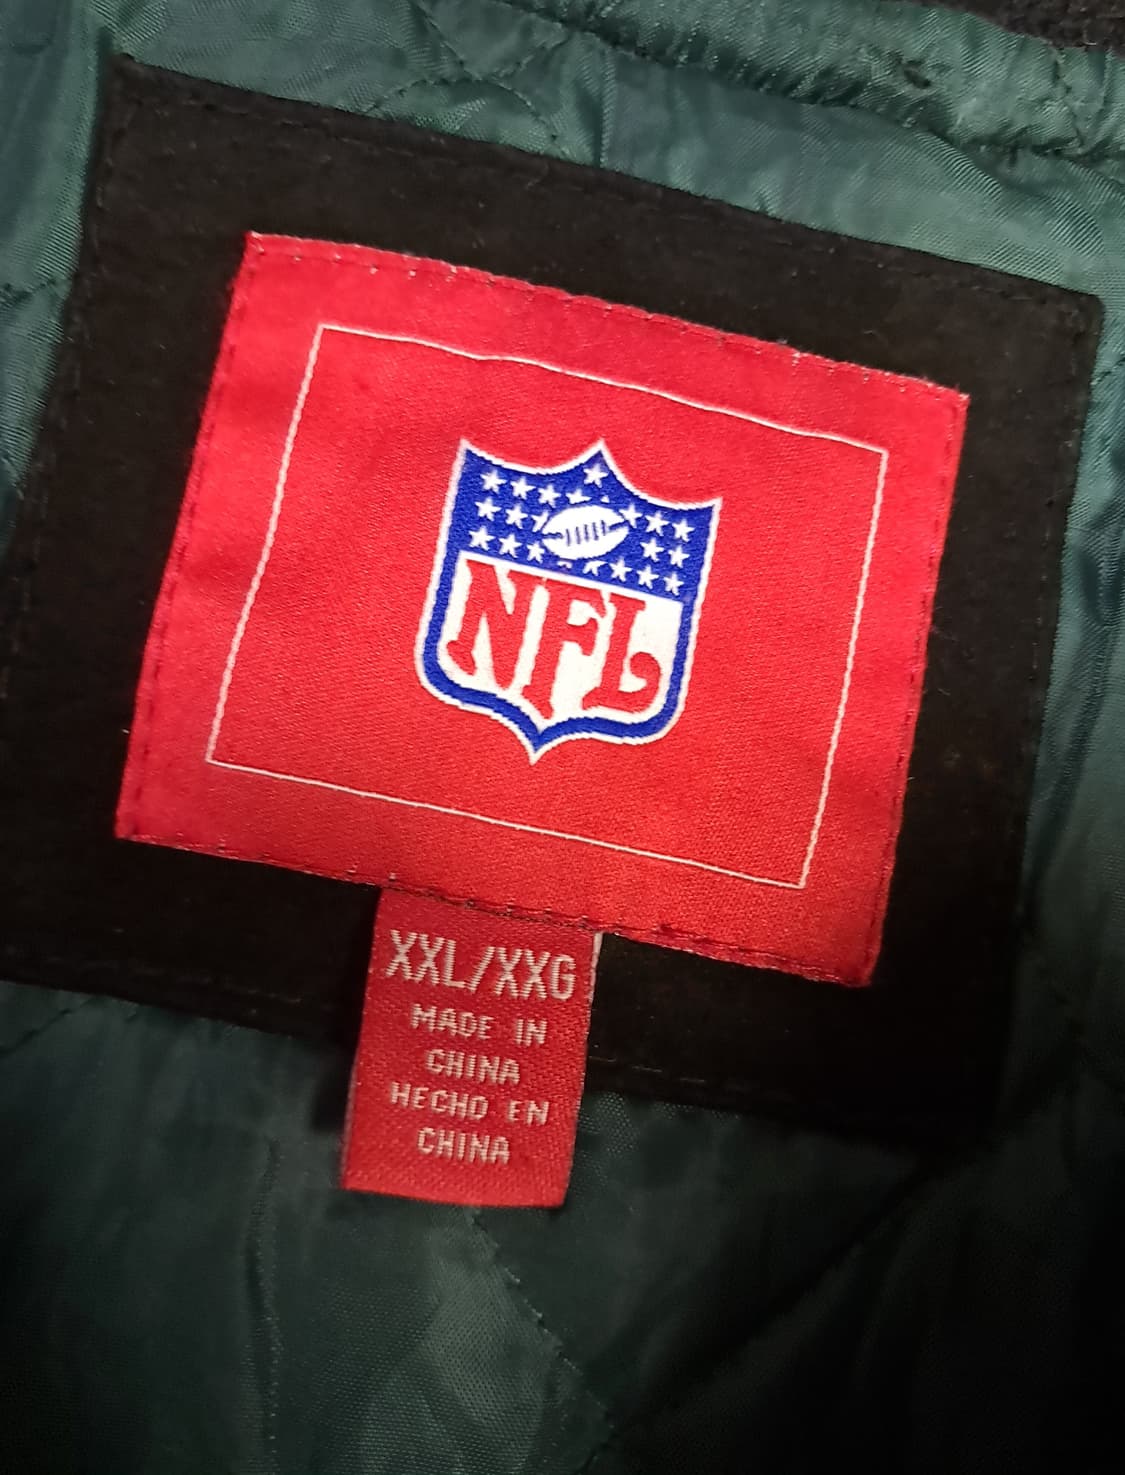 NFL
XXL/XXG
MADE IN
CHINA
HECHO EN
CHINA